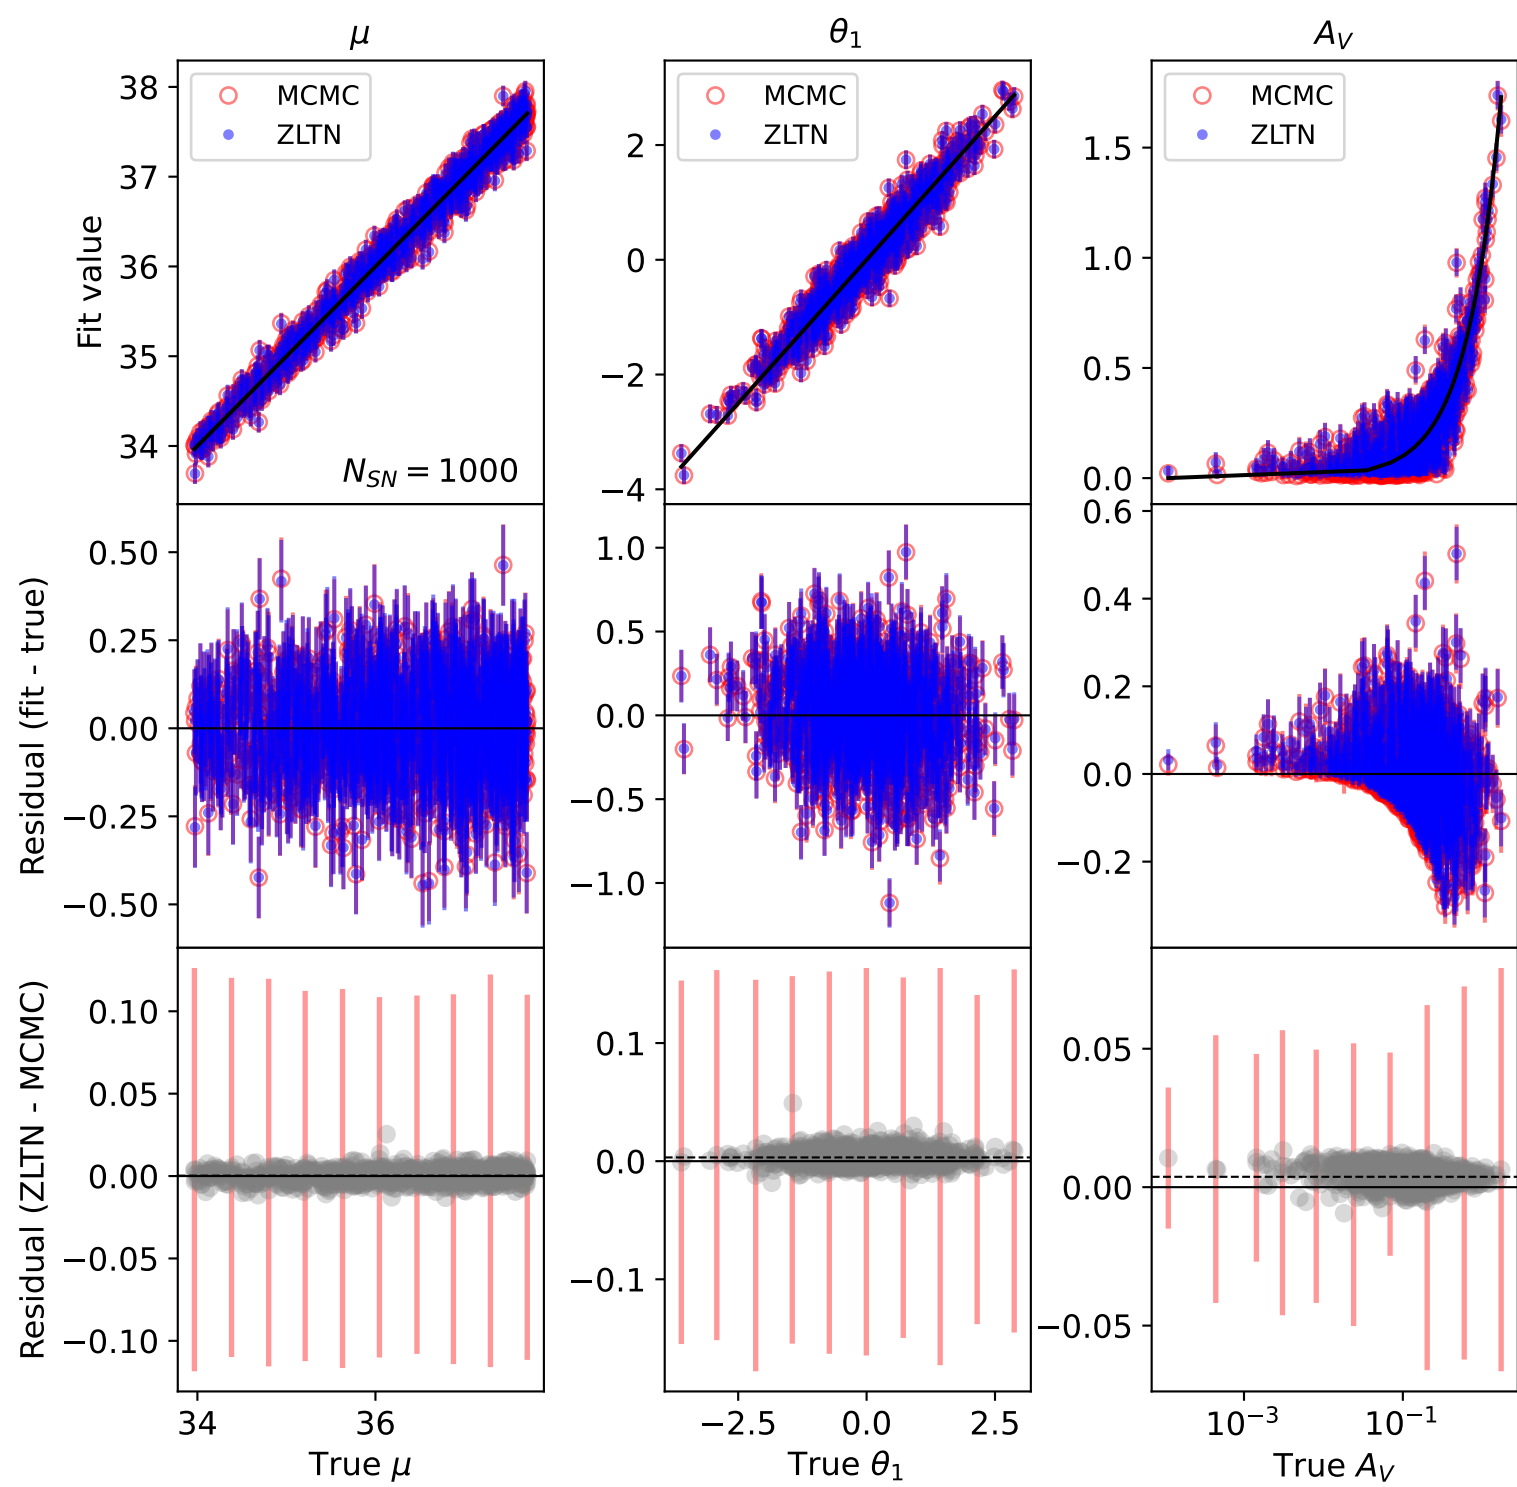 μ
θ1
AV
MCMC
ZLTN
MCMC
ZLTN
MCMC
ZLTN
Fit value
38
37
36
35
34
2
0
−2
−4
1.5
1.0
0.5
0.0
NSN = 1000
Residual (fit - true)
0.50
0.25
0.00
−0.25
−0.50
1.0
0.5
0.0
−0.5
−1.0
0.6
0.4
0.2
0.0
−0.2
Residual (ZLTN - MCMC)
0.10
0.05
0.00
−0.05
−0.10
0.1
0.0
−0.1
0.05
0.00
−0.05
34 36
−2.5 0.0 2.5
10−3 10−1
True μ
True θ1
True AV